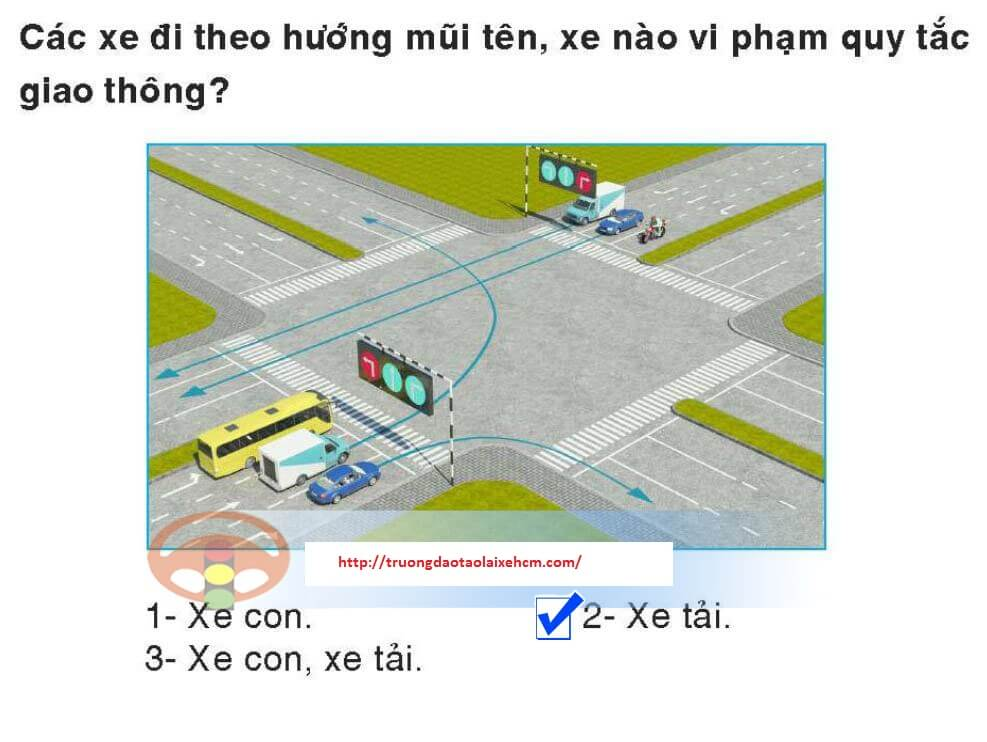 Các xe đi theo hướng mũi tên, xe nào vi phạm quy tắc
giao thông?
http://truongdaotaolaixehcm.com/
1- Xe con.
2- Xe tải.
3- Xe con, xe tải.